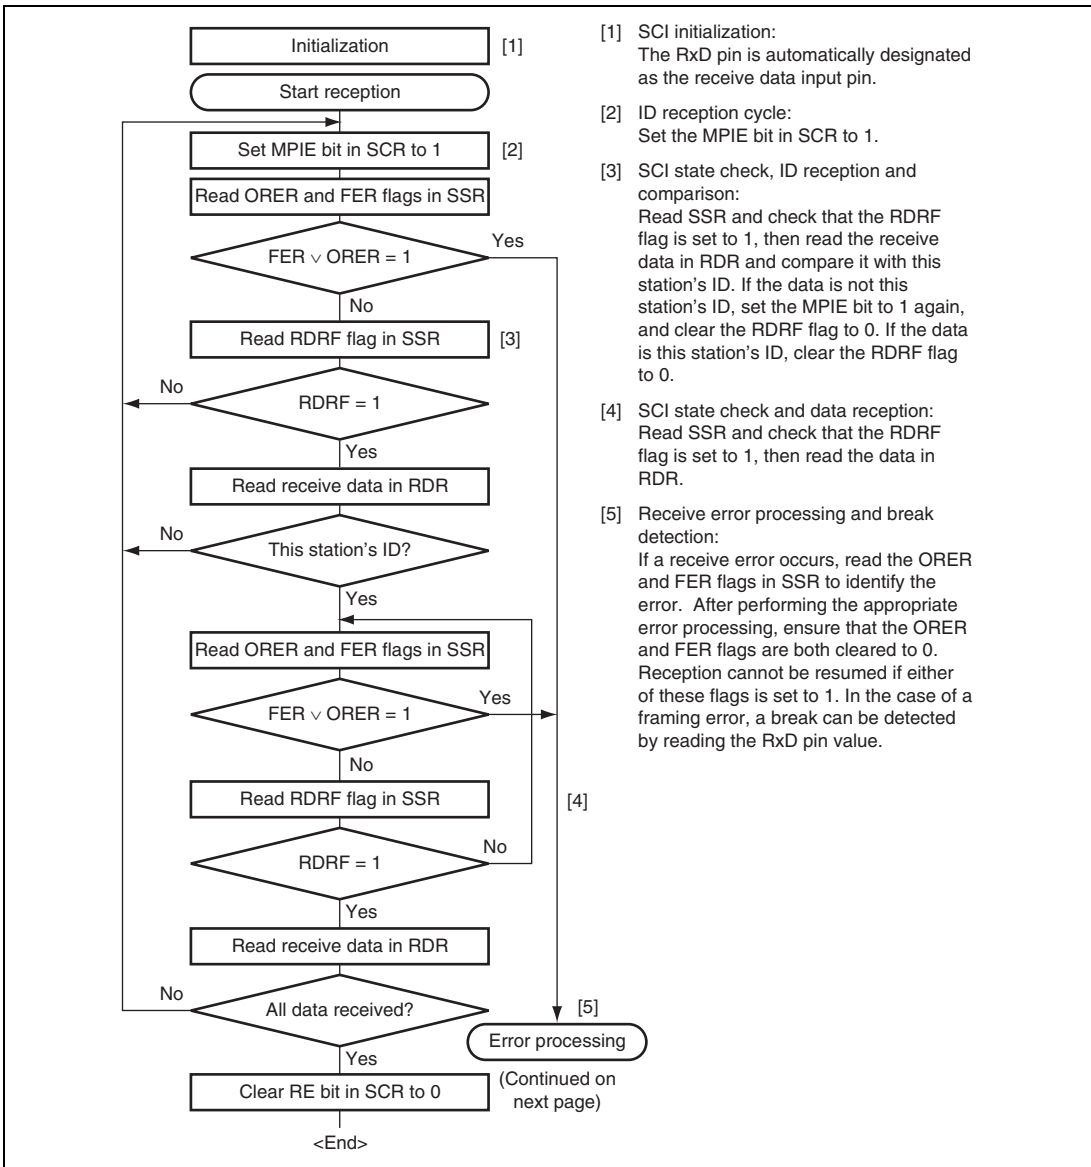 Initialization [1]
Start reception
Set MPIE bit in SCR to 1 [2]
Read ORER and FER flags in SSR
FER ∨ ORER = 1
Yes
No
Read RDRF flag in SSR [3]
No
RDRF = 1
Yes
Read receive data in RDR
No
This station's ID?
Yes
Read ORER and FER flags in SSR
FER ∨ ORER = 1
Yes
No
Read RDRF flag in SSR
[4]
RDRF = 1
No
Yes
Read receive data in RDR
No
All data received?
[5]
Error processing
Yes
(Continued on
next page)
Clear RE bit in SCR to 0
<End>
[1] SCI initialization:
The RxD pin is automatically designated
as the receive data input pin.
[2] ID reception cycle:
Set the MPIE bit in SCR to 1.
[3] SCI state check, ID reception and
comparison:
Read SSR and check that the RDRF
flag is set to 1, then read the receive
data in RDR and compare it with this
station's ID. If the data is not this
station's ID, set the MPIE bit to 1 again,
and clear the RDRF flag to 0. If the data
is this station's ID, clear the RDRF flag
to 0.
[4] SCI state check and data reception:
Read SSR and check that the RDRF
flag is set to 1, then read the data in
RDR.
[5] Receive error processing and break
detection:
If a receive error occurs, read the ORER
and FER flags in SSR to identify the
error. After performing the appropriate
error processing, ensure that the ORER
and FER flags are both cleared to 0.
Reception cannot be resumed if either
of these flags is set to 1. In the case of a
framing error, a break can be detected
by reading the RxD pin value.